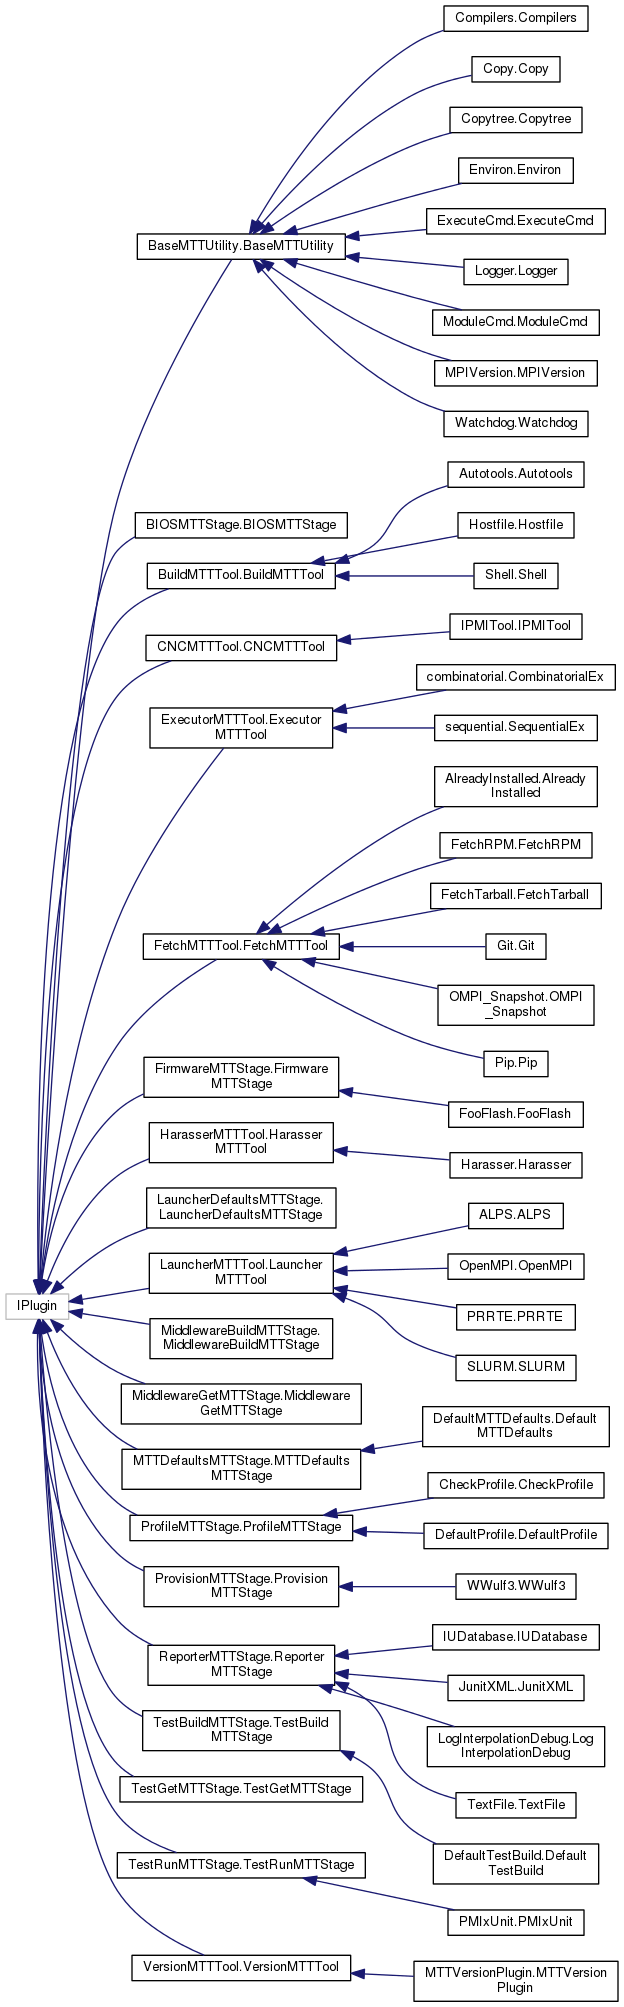 Compilers.Compilers
Copy.Copy
Copytree.Copytree
Environ.Environ
ExecuteCmd.ExecuteCmd
BaseMTTUtility.BaseMTTUtility
Logger.Logger
ModuleCmd.ModuleCmd
MPIVersion.MPIVersion
Watchdog.Watchdog
Autotools.Autotools
BIOSMTTStage.BIOSMTTStage
Hostfile.Hostfile
BuildMTTTool.BuildMTTTool
Shell.Shell
IPMITool.IPMITool
CNCMTTTool.CNCMTTTool
combinatorial.CombinatorialEx
ExecutorMTTTool.Executor
MTTTool
sequential.SequentialEx
AlreadyInstalled.Already
Installed
FetchRPM.FetchRPM
FetchTarball.FetchTarball
FetchMTTTool.FetchMTTTool
Git.Git
OMPI_Snapshot.OMPI
_Snapshot
Pip.Pip
FirmwareMTTStage.Firmware
MTTStage
FooFlash.FooFlash
HarasserMTTTool.Harasser
MTTTool
Harasser.Harasser
LauncherDefaultsMTTStage.
LauncherDefaultsMTTStage
ALPS.ALPS
LauncherMTTTool.Launcher
MTTTool
OpenMPI.OpenMPI
IPlugin
PRRTE.PRRTE
MiddlewareBuildMTTStage.
MiddlewareBuildMTTStage
SLURM.SLURM
MiddlewareGetMTTStage.Middleware
GetMTTStage
DefaultMTTDefaults.Default
MTTDefaults
MTTDefaultsMTTStage.MTTDefaults
MTTStage
CheckProfile.CheckProfile
ProfileMTTStage.ProfileMTTStage
DefaultProfile.DefaultProfile
ProvisionMTTStage.Provision
MTTStage
WWulf3.WWulf3
IUDatabase.IUDatabase
ReporterMTTStage.Reporter
MTTStage
JunitXML.JunitXML
TestBuildMTTStage.TestBuild
MTTStage
LogInterpolationDebug.Log
InterpolationDebug
TestGetMTTStage.TestGetMTTStage
TextFile.TextFile
DefaultTestBuild.Default
TestBuild
TestRunMTTStage.TestRunMTTStage
PMIxUnit.PMIxUnit
VersionMTTTool.VersionMTTTool
MTTVersionPlugin.MTTVersion
Plugin